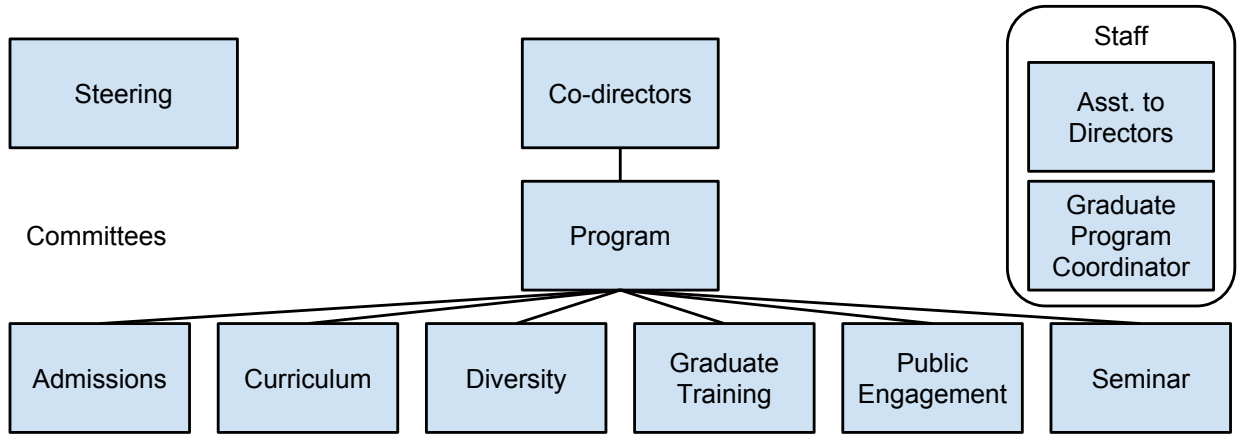 Steering
Co-directors
Staff
Asst. to
Directors
Graduate
Program
Coordinator
Committees
Program
Admissions
Curriculum
Diversity
Graduate
Training
Public
Engagement
Seminar